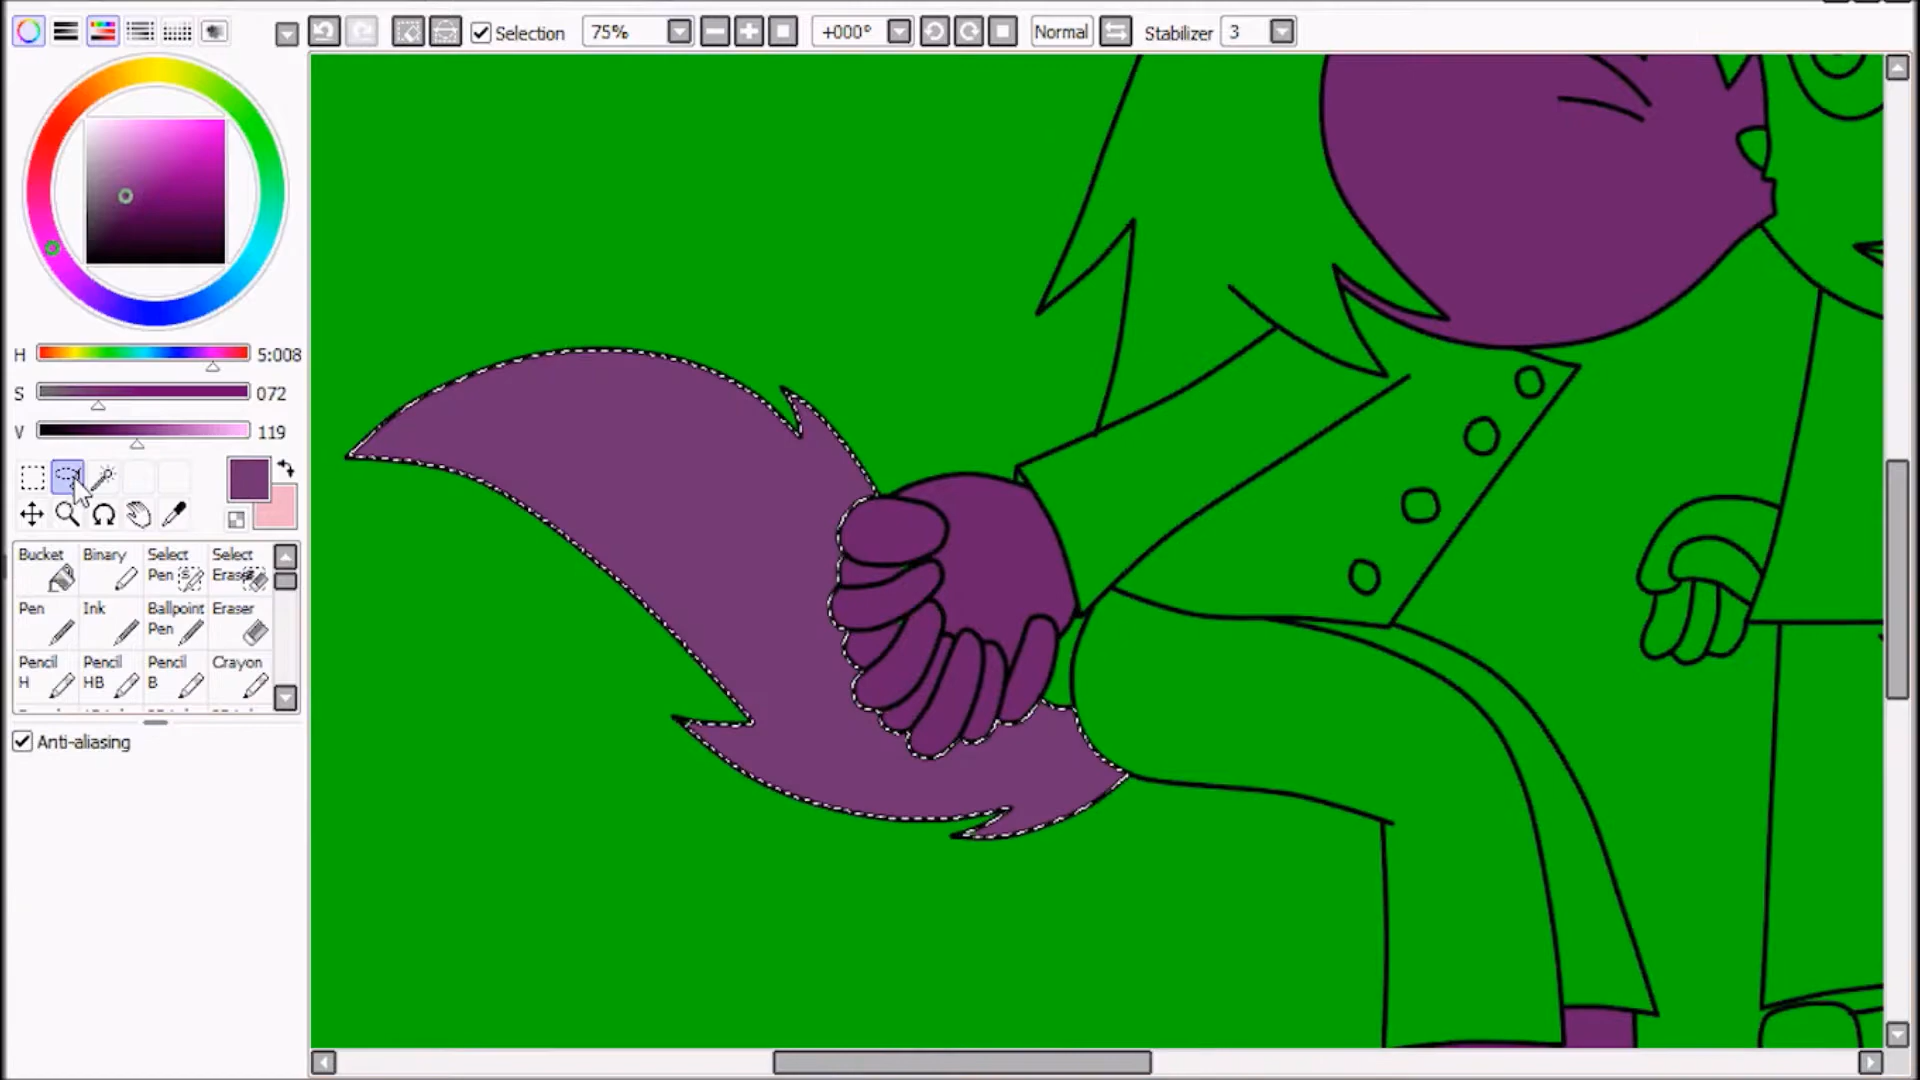 Selection 75% +000° Normal Stabilizer 3
H 5:008
S 072
V 119
Bucket Binary Select Pen Select Erase
Pen Ink Ballpoint Pen Eraser
Pencil H Pencil HB Pencil B Crayon
Anti-aliasing